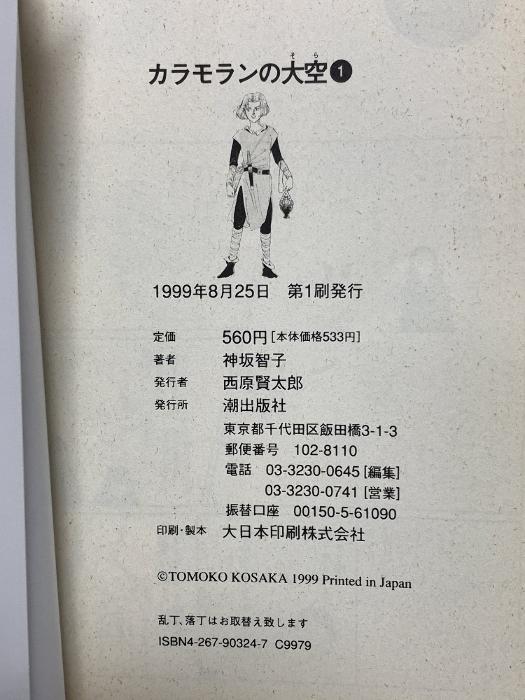 そら
カラモランの大空❶
1999年8月25日 第1刷発行
定価 560円[本体価格533円]
著者 神坂智子
発行者 西原賢太郎
発行所 潮出版社
東京都千代田区飯田橋3-1-3
郵便番号 102-8110
電話 03-3230-0645[編集]
03-3230-0741[営業]
振替口座 00150-5-61090
印刷・製本 大日本印刷株式会社
©TOMOKO KOSAKA 1999 Printed in Japan
乱丁、落丁はお取替え致します
ISBN4-267-90324-7 C9979